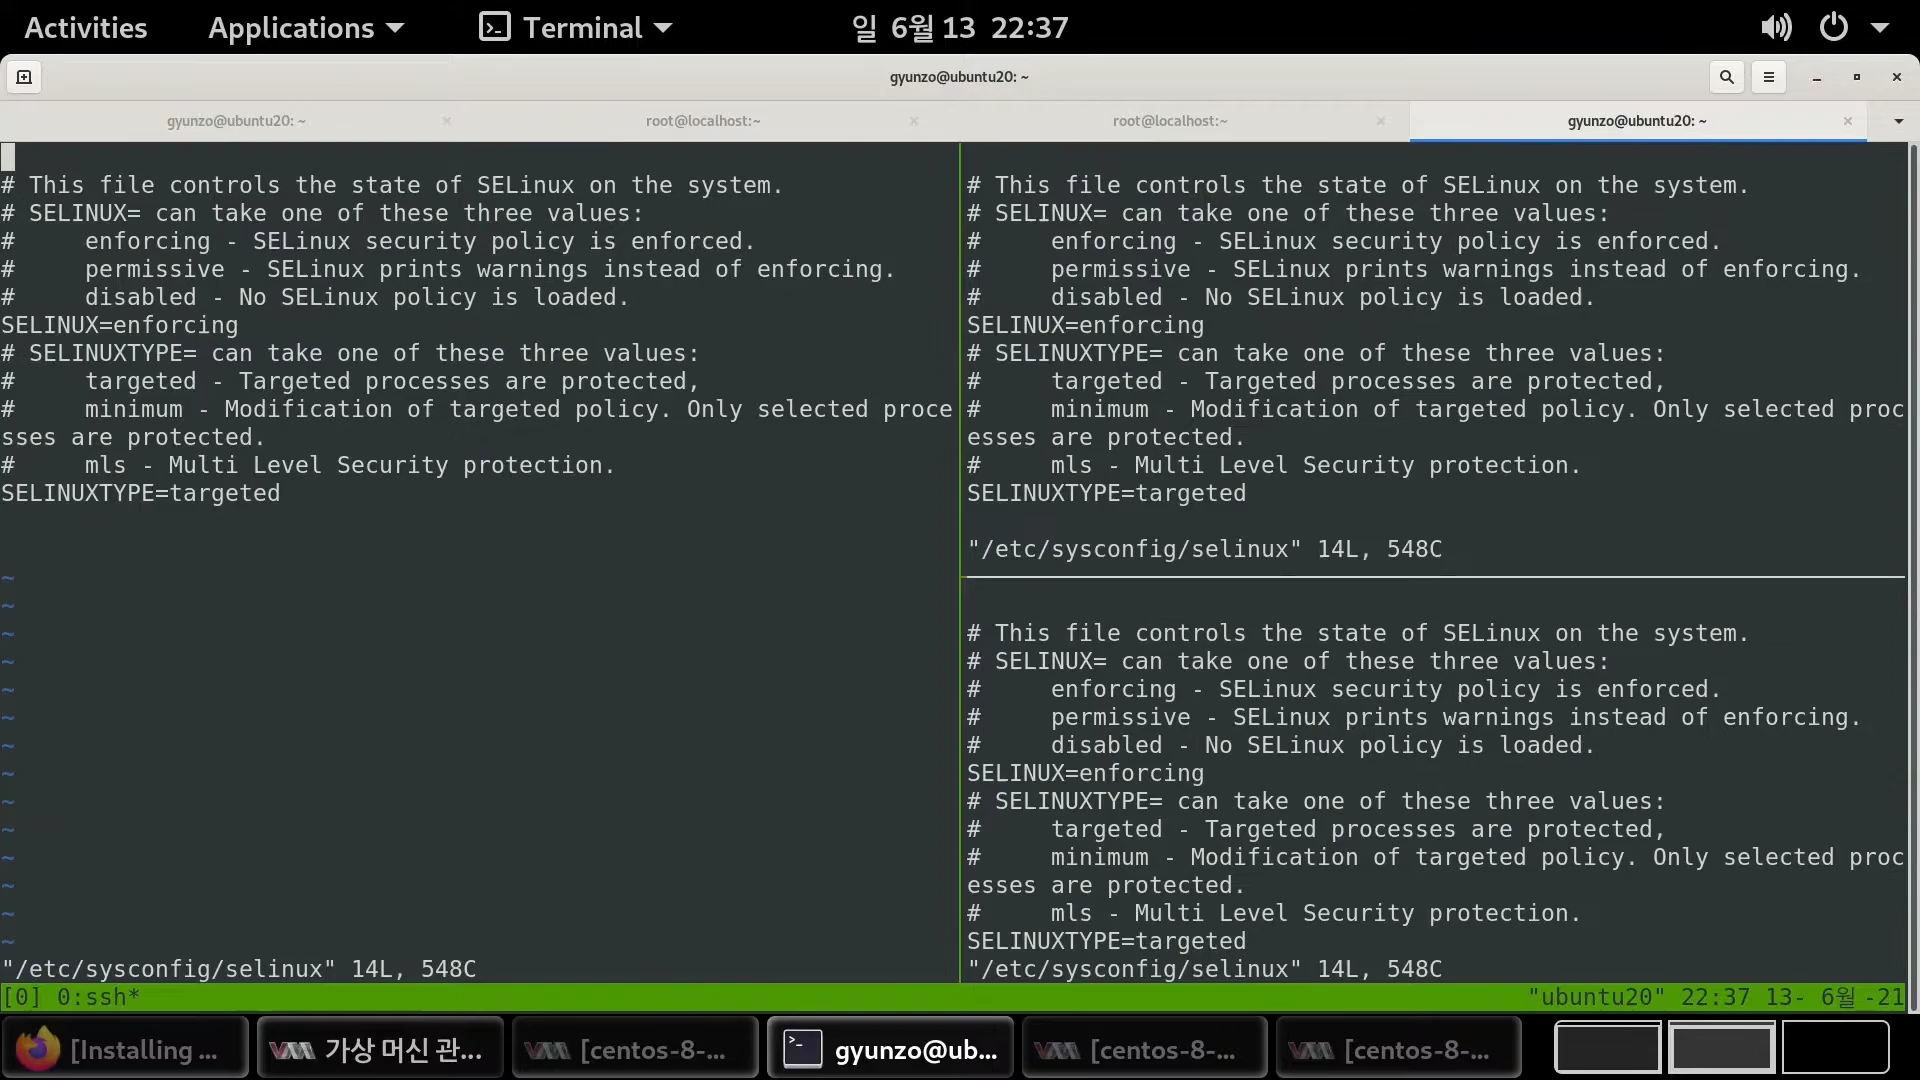 Activities Applications Terminal 일 6월 13 22:37
gyunzo@ubuntu20: ~
gyunzo@ubuntu20: ~ root@localhost:~ root@localhost:~ gyunzo@ubuntu20: ~
# This file controls the state of SELinux on the system.
# SELINUX= can take one of these three values:
#     enforcing - SELinux security policy is enforced.
#     permissive - SELinux prints warnings instead of enforcing.
#     disabled - No SELinux policy is loaded.
SELINUX=enforcing
# SELINUXTYPE= can take one of these three values:
#     targeted - Targeted processes are protected,
#     minimum - Modification of targeted policy. Only selected proce
sses are protected.
#     mls - Multi Level Security protection.
SELINUXTYPE=targeted
~
~
~
~
~
~
~
~
~
~
~
~
~
~
"/etc/sysconfig/selinux" 14L, 548C
# This file controls the state of SELinux on the system.
# SELINUX= can take one of these three values:
#     enforcing - SELinux security policy is enforced.
#     permissive - SELinux prints warnings instead of enforcing.
#     disabled - No SELinux policy is loaded.
SELINUX=enforcing
# SELINUXTYPE= can take one of these three values:
#     targeted - Targeted processes are protected,
#     minimum - Modification of targeted policy. Only selected proc
esses are protected.
#     mls - Multi Level Security protection.
SELINUXTYPE=targeted
"/etc/sysconfig/selinux" 14L, 548C
# This file controls the state of SELinux on the system.
# SELINUX= can take one of these three values:
#     enforcing - SELinux security policy is enforced.
#     permissive - SELinux prints warnings instead of enforcing.
#     disabled - No SELinux policy is loaded.
SELINUX=enforcing
# SELINUXTYPE= can take one of these three values:
#     targeted - Targeted processes are protected,
#     minimum - Modification of targeted policy. Only selected proc
esses are protected.
#     mls - Multi Level Security protection.
SELINUXTYPE=targeted
"/etc/sysconfig/selinux" 14L, 548C
[0] 0:ssh* "ubuntu20" 22:37 13- 6월 -21
[Installing ... 가상 머신 관... [centos-8-... gyunzo@ub... [centos-8-... [centos-8-...